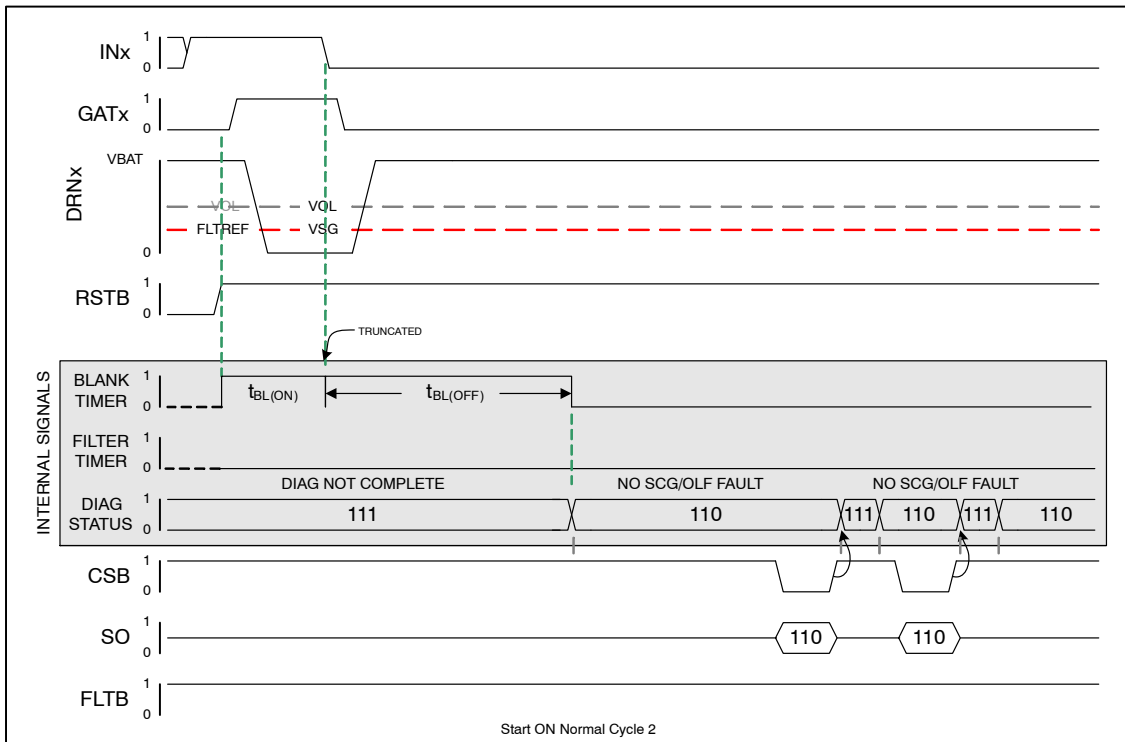 INx
1
0
GATx
1
0
DRNx
VBAT
VOL
VOL
FLTREF
VSG
0
RSTB
1
0
TRUNCATED
INTERNAL SIGNALS
BLANK
TIMER
1
0
tBL(ON)
tBL(OFF)
FILTER
TIMER
1
0
DIAG NOT COMPLETE
NO SCG/OLF FAULT
NO SCG/OLF FAULT
DIAG
STATUS
1
0
111
110
111
110
111
110
CSB
1
0
SO
1
0
110
110
FLTB
1
0
Start ON Normal Cycle 2